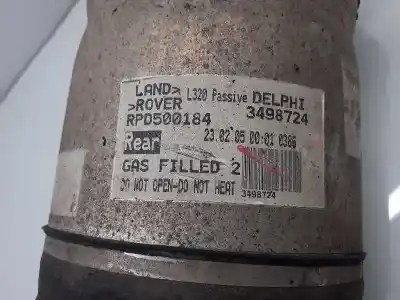 LAND> L320 Passive DELPHI
>ROVER 3498724
RPD500184
Rear 23.02'05 00:01 0386
GAS FILLED 2
DO NOT OPEN-DO NOT HEAT 3498724